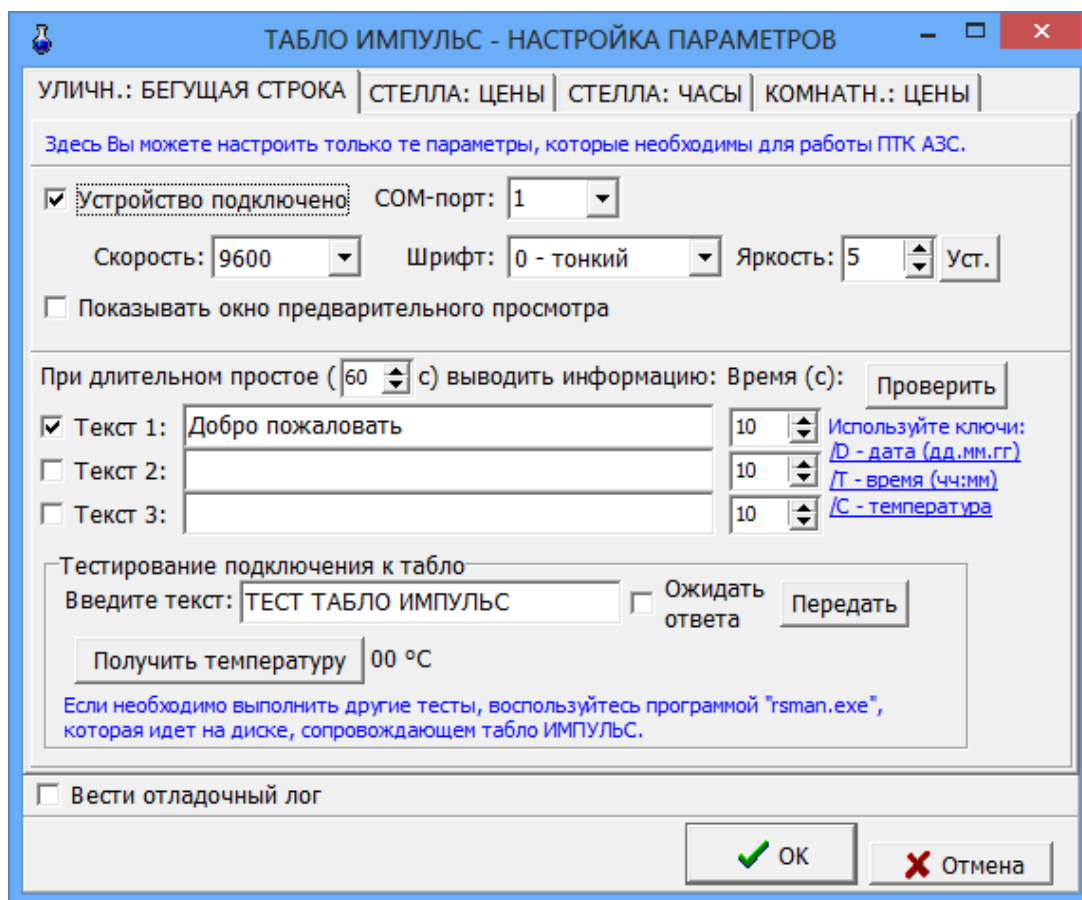 ТАБЛО ИМПУЛЬС - НАСТРОЙКА ПАРАМЕТРОВ
УЛИЧН.: БЕГУЩАЯ СТРОКА СТЕЛЛА: ЦЕНЫ СТЕЛЛА: ЧАСЫ КОМНАТН.: ЦЕНЫ
Здесь Вы можете настроить только те параметры, которые необходимы для работы ПТК АЗС.
Устройство подключено COM-порт: 1
Скорость: 9600 Шрифт: 0 - тонкий Яркость: 5 Уст.
Показывать окно предварительного просмотра
При длительном простое ( 60 с) выводить информацию: Время (с): Проверить
Текст 1: Добро пожаловать 10 Используйте ключи:
/D - дата (дд.мм.гг)
Текст 2: 10 /T - время (чч:мм)
Текст 3: 10 /C - температура
Тестирование подключения к табло
Введите текст: ТЕСТ ТАБЛО ИМПУЛЬС Ожидать ответа Передать
Получить температуру 00 ºC
Если необходимо выполнить другие тесты, воспользуйтесь программой "rsman.exe",
которая идет на диске, сопровождающем табло ИМПУЛЬС.
Вести отладочный лог
OK Отмена